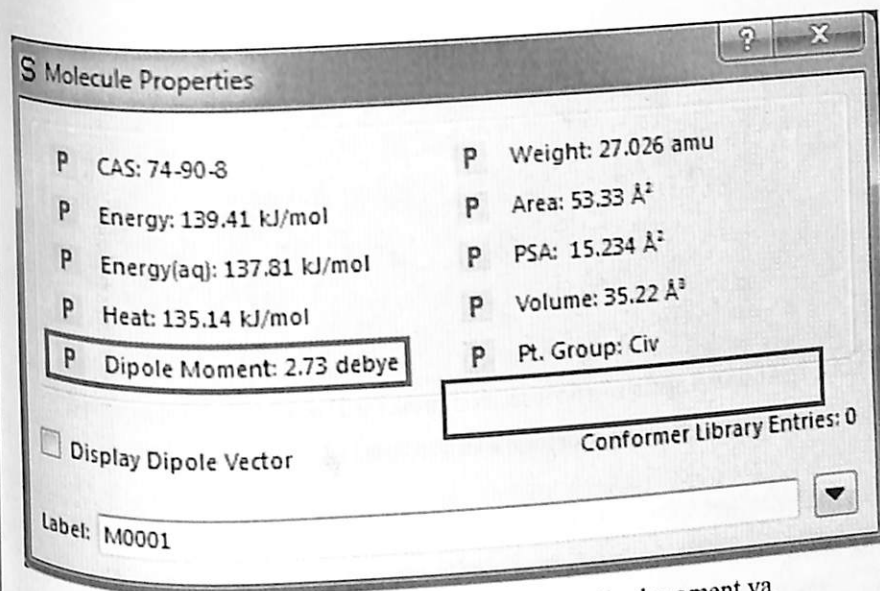 ? X
S Molecule Properties
P CAS: 74-90-8
P Energy: 139.41 kJ/mol
P Energy(aq): 137.81 kJ/mol
P Heat: 135.14 kJ/mol
P Dipole Moment: 2.73 debye
P Weight: 27.026 amu
P Area: 53.33 Å²
P PSA: 15.234 Å²
P Volume: 35.22 Å³
P Pt. Group: Civ
Display Dipole Vector
Conformer Library Entries: 0
Label: M0001